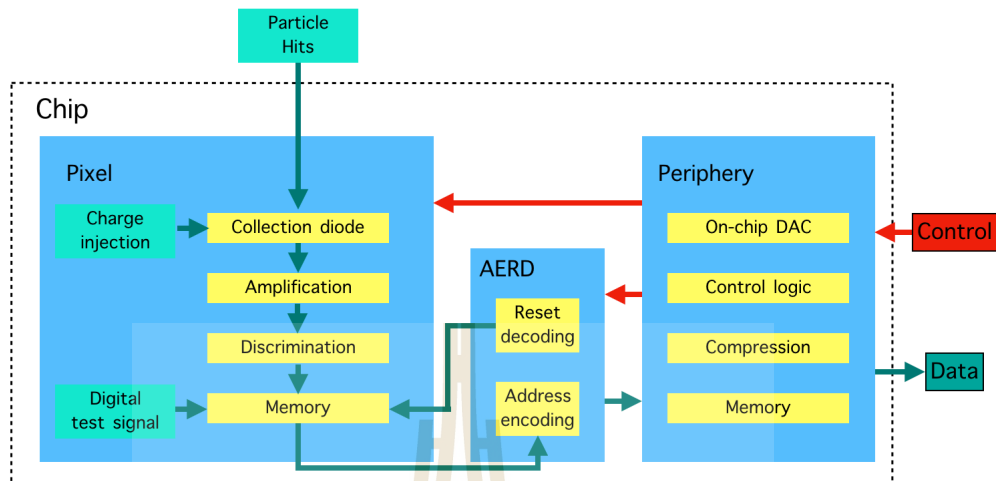 Particle
Hits
Chip
Pixel
Charge
injection
Collection diode
Amplification
Discrimination
Digital
test signal
Memory
AERD
Reset
decoding
Address
encoding
Periphery
On-chip DAC
Control logic
Compression
Memory
Control
Data